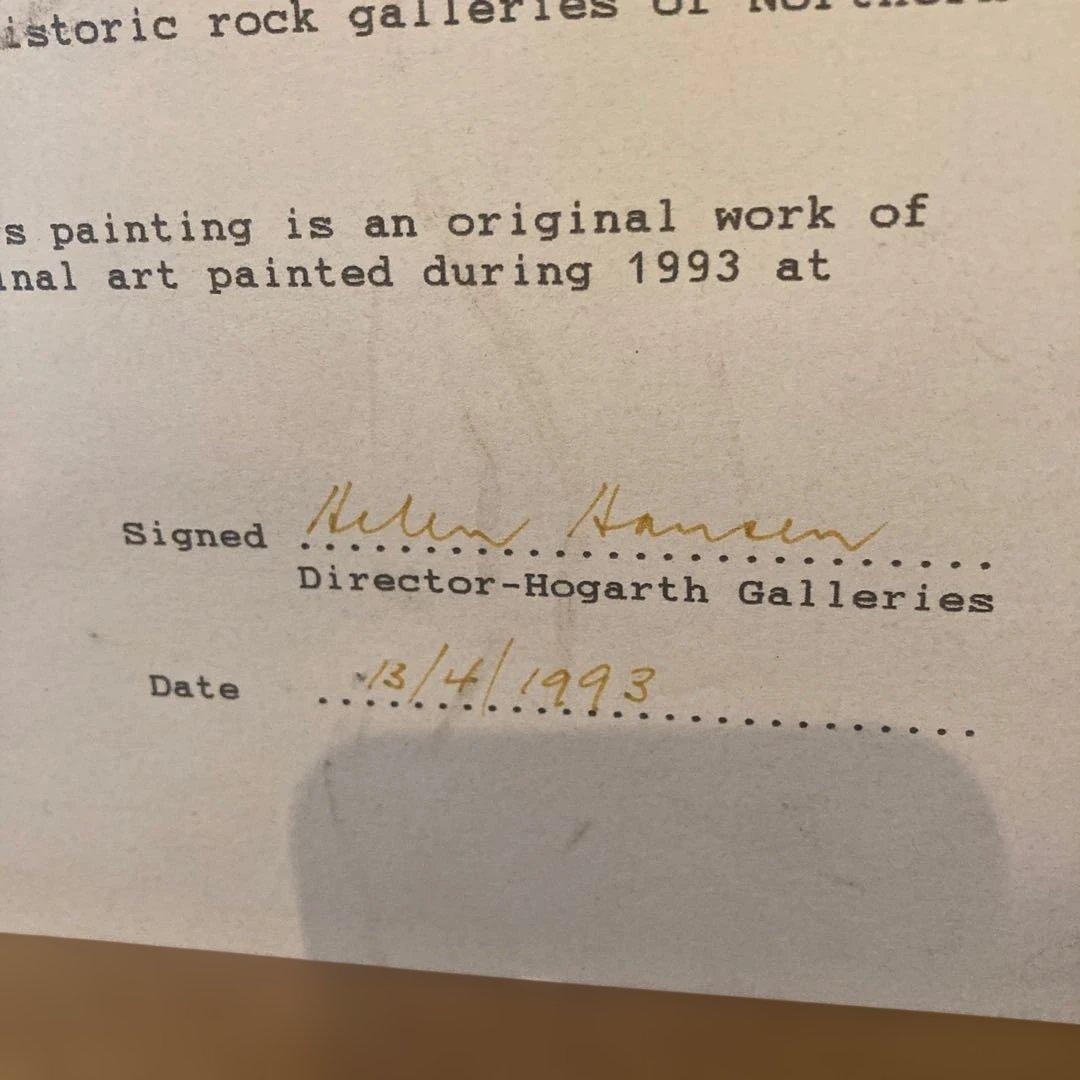 istoric rock galleries of Northern
s painting is an original work of
inal art painted during 1993 at
Signed Helen Hansen
Director-Hogarth Galleries
Date 13/4/1993